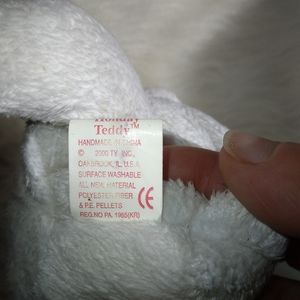 Holiday
Teddy™
HANDMADE IN CHINA
© 2000 TY INC.,
OAKBROOK, IL U.S.A.
SURFACE WASHABLE
ALL NEW MATERIAL
POLYESTER FIBER
& P.E. PELLETS
REG.NO PA. 1965(KR)
CE